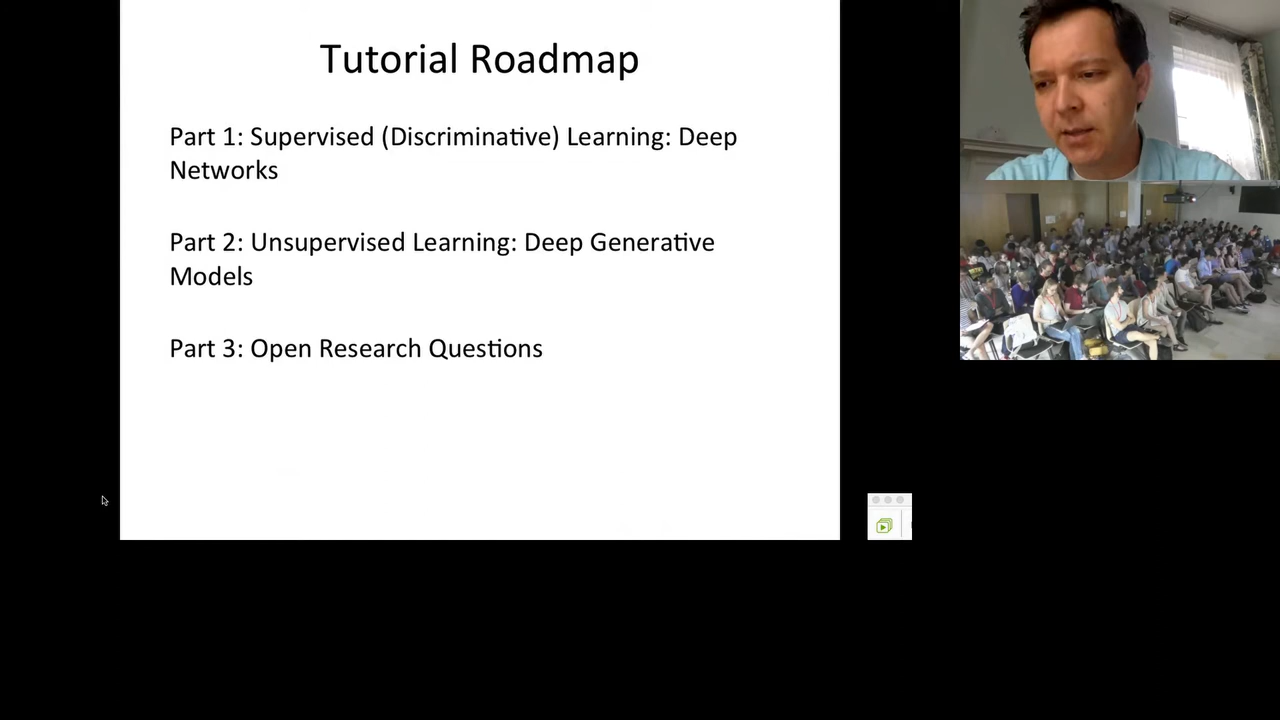 Tutorial Roadmap
Part 1: Supervised (Discriminative) Learning: Deep
Networks
Part 2: Unsupervised Learning: Deep Generative
Models
Part 3: Open Research Questions